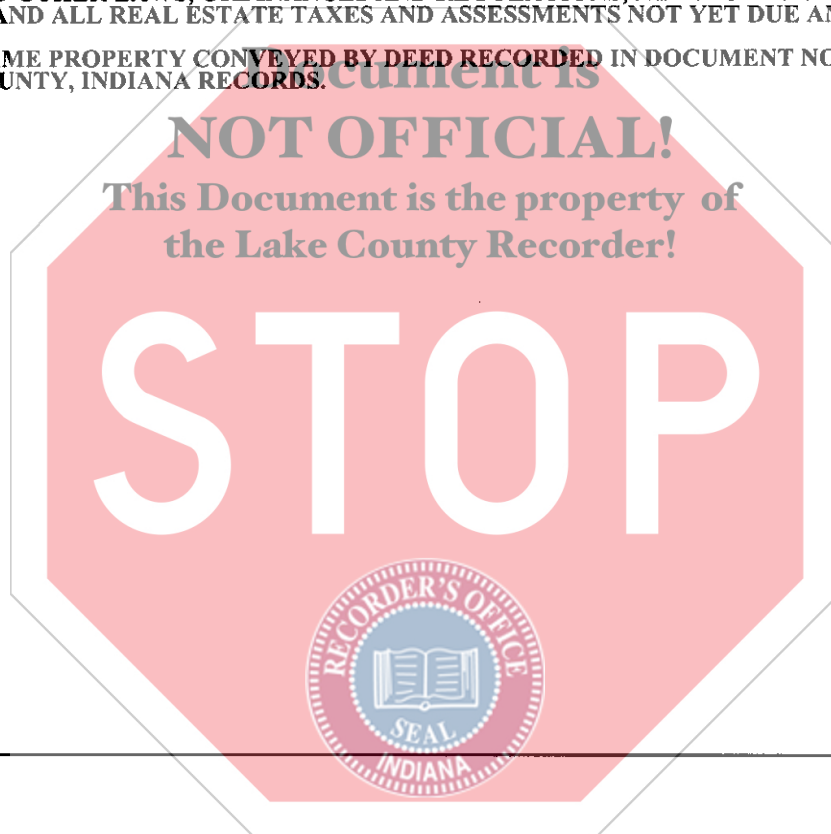 AND ALL REAL ESTATE TAXES AND ASSESSMENTS NOT YET DUE
ME PROPERTY CONVEYED BY DEED RECORDED IN DOCUMENT NO
UNTY, INDIANA RECORDS.
Document is
NOT OFFICIAL!
This Document is the property of
the Lake County Recorder!
STOP
RECORDER'S OFFICE
SEAL
INDIANA